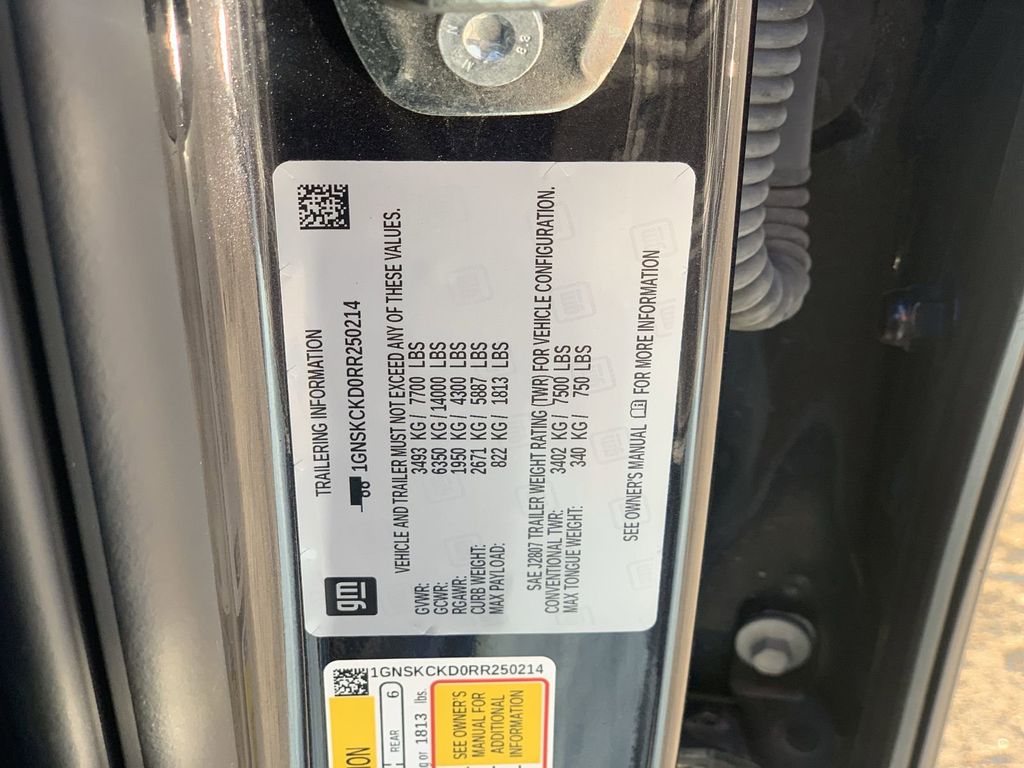 N
N
8.8
TRAILERING INFORMATION
1GNSKCKD0RR250214
gm
VEHICLE AND TRAILER MUST NOT EXCEED ANY OF THESE VALUES.
GVWR: 3493 KG / 7700 LBS
GCWR: 6350 KG / 14000 LBS
RGAWR: 1950 KG / 4300 LBS
CURB WEIGHT: 2671 KG / 5887 LBS
MAX PAYLOAD: 822 KG / 1813 LBS
SAE J2807 TRAILER WEIGHT RATING (TWR) FOR VEHICLE CONFIGURATION.
CONVENTIONAL TWR: 3402 KG / 7500 LBS
MAX TONGUE WEIGHT: 340 KG / 750 LBS
SEE OWNER'S MANUAL FOR MORE INFORMATION
1GNSKCKD0RR250214
REAR 6
or 1813 lbs.
SEE OWNER'S
MANUAL FOR
ADDITIONAL
INFORMATION